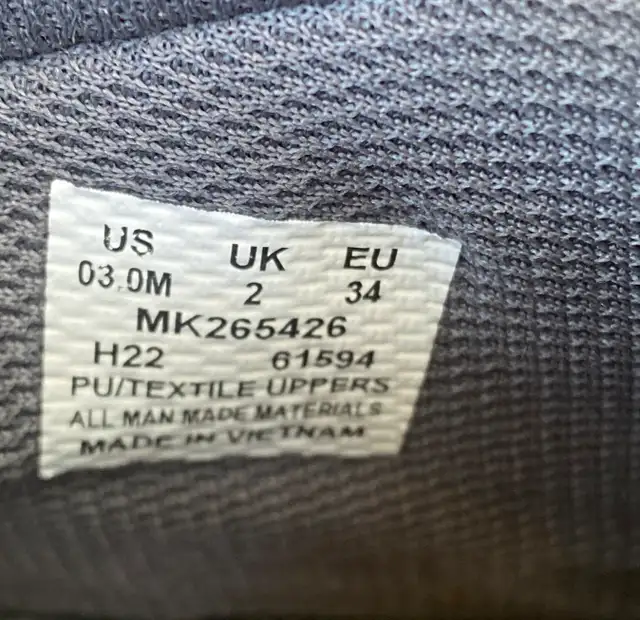 US UK EU
03.0M 2 34
MK265426
H22 61594
PU/TEXTILE UPPERS
ALL MAN MADE MATERIALS
MADE IN VIETNAM